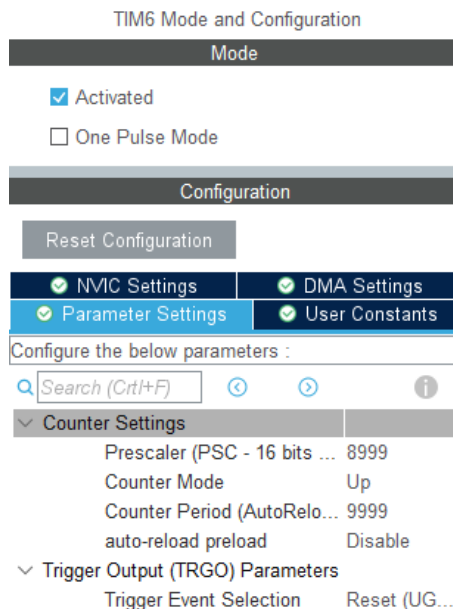 TIM6 Mode and Configuration
Mode
Activated
One Pulse Mode
Configuration
Reset Configuration
NVIC Settings
DMA Settings
Parameter Settings
User Constants
Configure the below parameters :
Search (Crtl+F)
Counter Settings
Prescaler (PSC - 16 bits ... 8999
Counter Mode Up
Counter Period (AutoRelo... 9999
auto-reload preload Disable
Trigger Output (TRGO) Parameters
Trigger Event Selection Reset (UG...